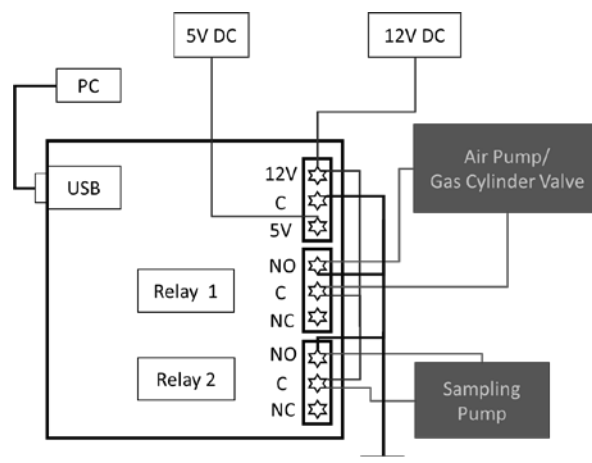 5V DC
12V DC
PC
Air Pump/
Gas Cylinder Valve
USB
12V
C
5V
NO
Relay 1
C
NC
NO
Relay 2
C
NC
Sampling
Pump